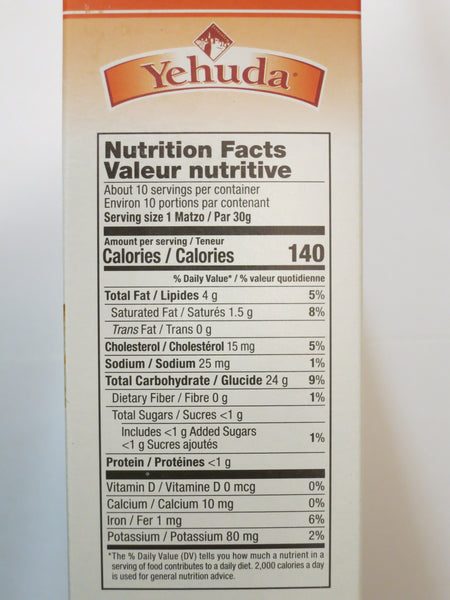 Yehuda®
Nutrition Facts
Valeur nutritive
About 10 servings per container
Environ 10 portions par contenant
Serving size 1 Matzo / Par 30g
Amount per serving / Teneur
Calories / Calories 140
% Daily Value* / % valeur quotidienne
Total Fat / Lipides 4 g 5%
Saturated Fat / Saturés 1.5 g 8%
Trans Fat / Trans 0 g
Cholesterol / Cholestérol 15 mg 5%
Sodium / Sodium 25 mg 1%
Total Carbohydrate / Glucide 24 g 9%
Dietary Fiber / Fibre 0 g 1%
Total Sugars / Sucres <1 g
Includes <1 g Added Sugars
<1 g Sucres ajoutés 1%
Protein / Protéines <1 g
Vitamin D / Vitamine D 0 mcg 0%
Calcium / Calcium 10 mg 0%
Iron / Fer 1 mg 6%
Potassium / Potassium 80 mg 2%
*The % Daily Value (DV) tells you how much a nutrient in a
serving of food contributes to a daily diet. 2,000 calories a day
is used for general nutrition advice.